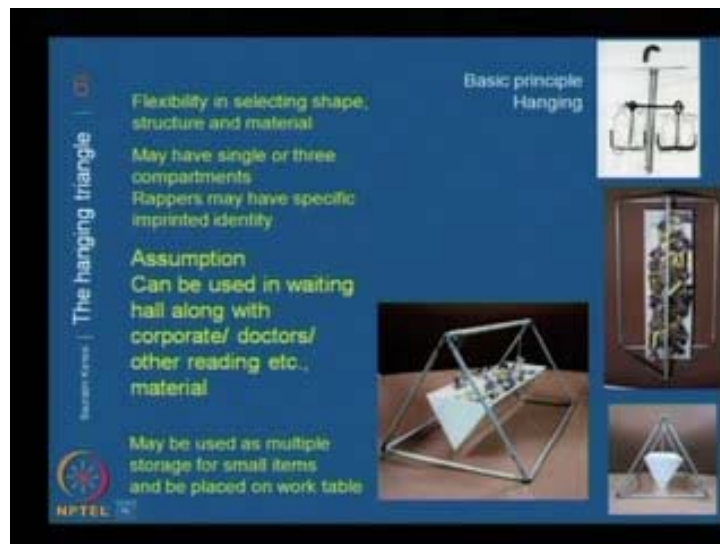 Basic principle
Hanging
The hanging triangle | 6
Flexibility in selecting shape,
structure and material
May have single or three
compartments
Rappers may have specific
imprinted identity
Assumption
Can be used in waiting
hall along with
corporate/ doctors/
other reading etc.,
material
May be used as multiple
storage for small items
and be placed on work table
NPTEL